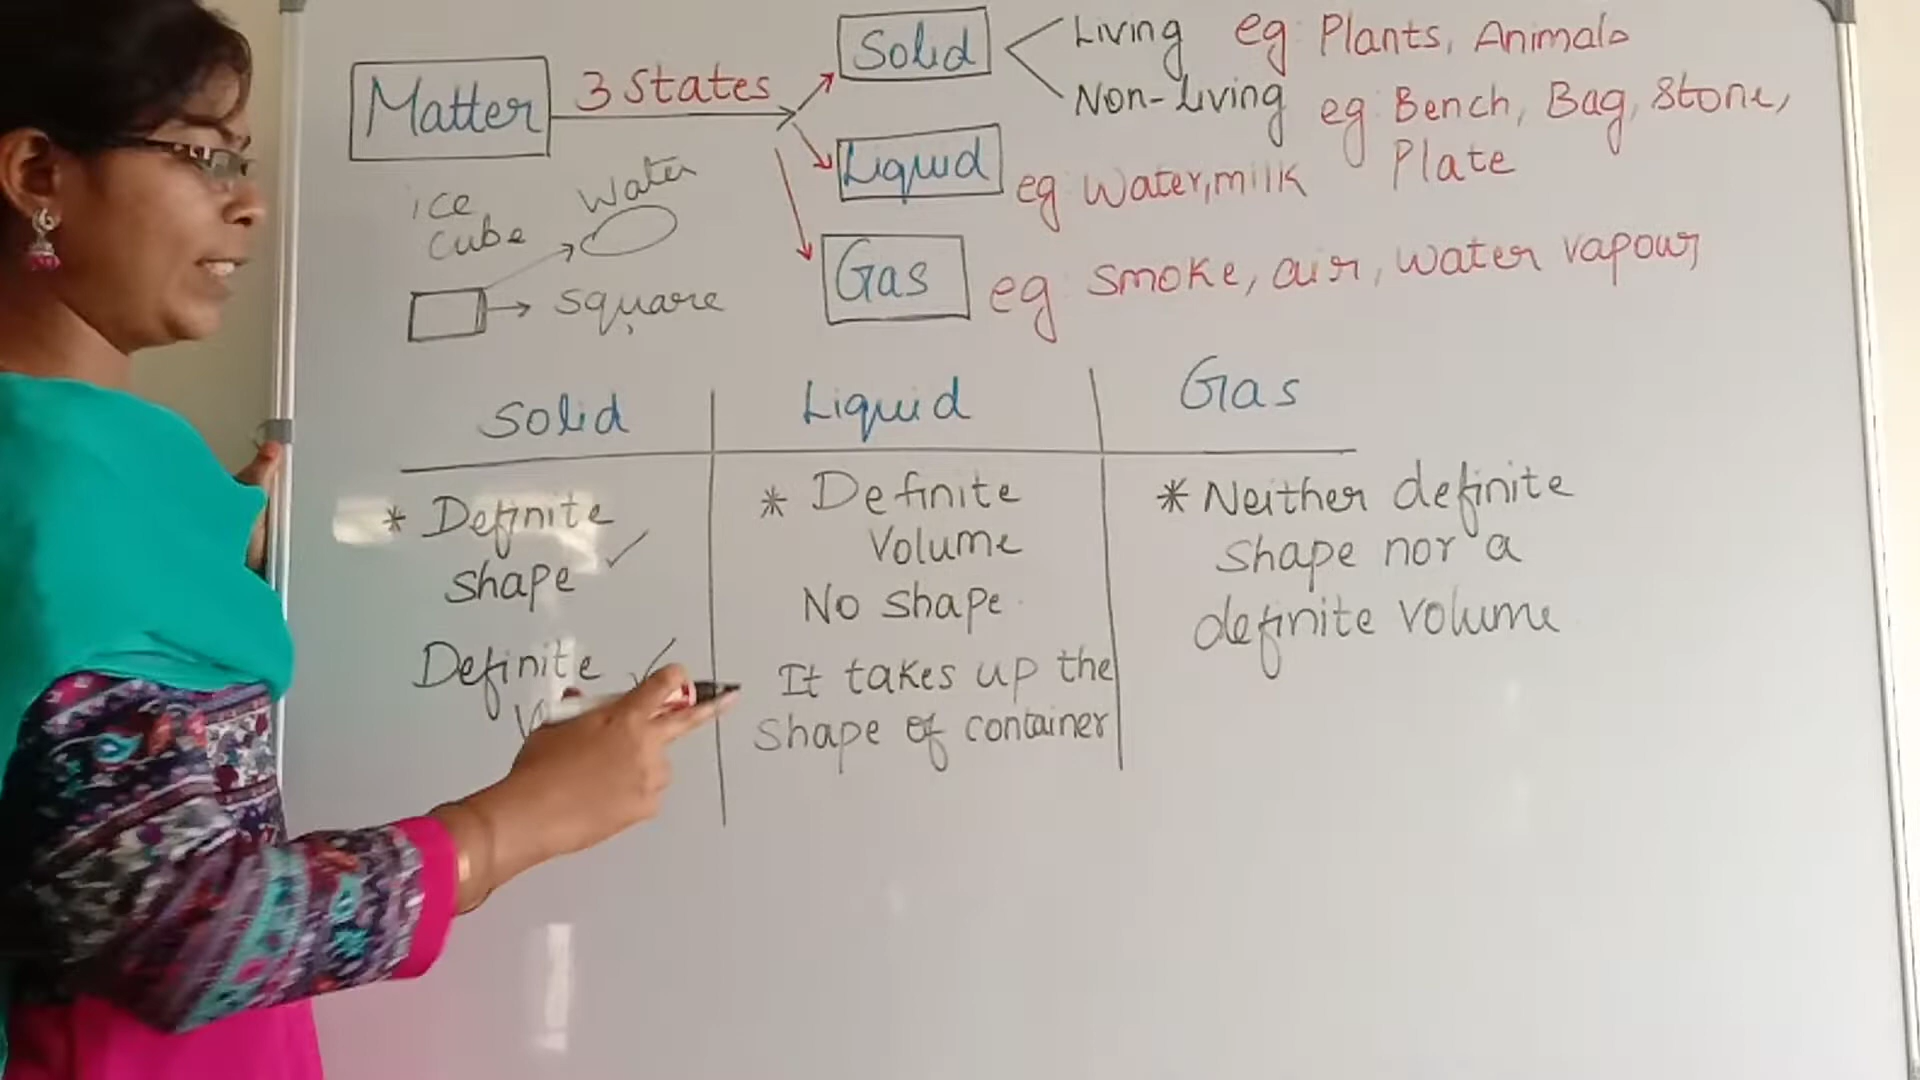 Matter
3 States
Solid
Living eg: Plants, Animals
Non-Living eg: Bench, Bag, Stone,
Plate
Liquid
eg: Water, milk
Gas
eg: Smoke, air, water vapour,
ice
cube
water
square
Solid
* Definite
shape
Definite
Liquid
* Definite
Volume
No shape.
It takes up the
shape of container
Gas
* Neither definite
shape nor a
definite volume